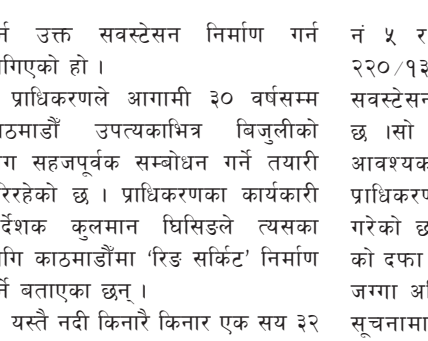 उक्त सवस्टेसन निर्माण गर्न
लागिएको हो ।
प्राधिकरणले आगामी ३० वर्षसम्म
काठमाडौँ उपत्यकाभित्र बिजुलीको
माग सहजपूर्वक सम्बोधन गर्ने तयारी
गरिरहेको छ । प्राधिकरणका कार्यकारी
निर्देशक कुलमान घिसिङले त्यसका
लागि काठमाडौँमा ‘रिङ सर्किट’ निर्माण
गर्ने बताएका छन् ।
यस्तै नदी किनारै किनार एक सय ३२
नं ५ र
२२०/१३
सवस्टेसन
छ ।सो
आवश्यक
प्राधिकरण
गरेको छ
को दफा
जग्गा
सूचनामा